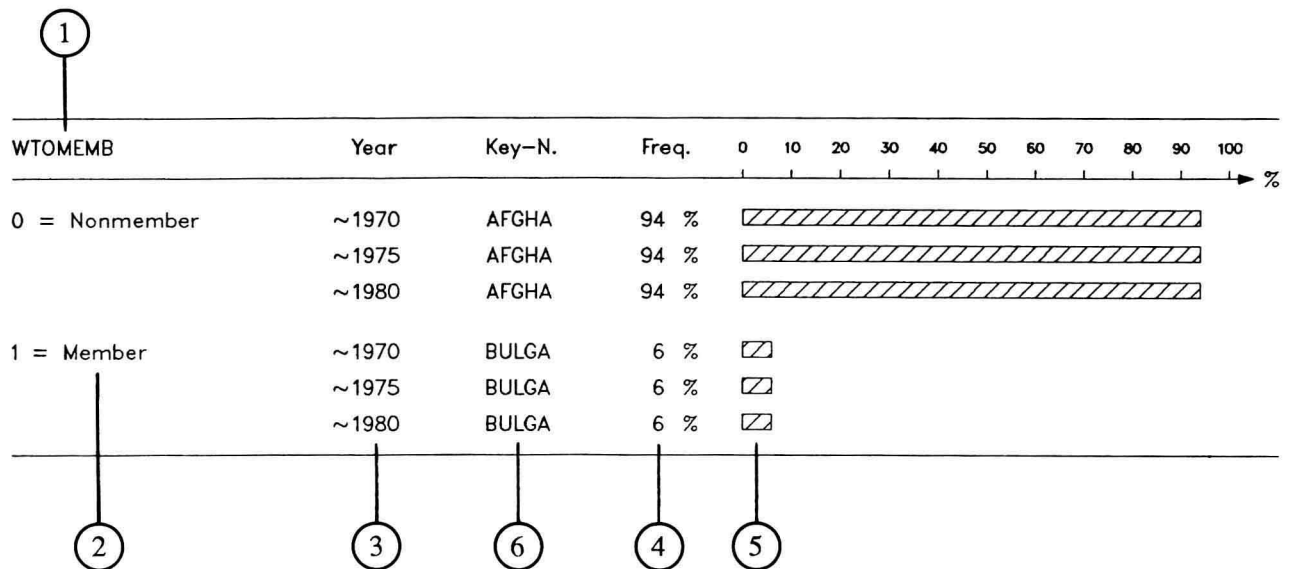 1
WTOMEMB Year Key-N. Freq. 0 10 20 30 40 50 60 70 80 90 100
%
0 = Nonmember ~1970 AFGHA 94 %
~1975 AFGHA 94 %
~1980 AFGHA 94 %
1 = Member ~1970 BULGA 6 %
~1975 BULGA 6 %
~1980 BULGA 6 %
2 3 6 4 5